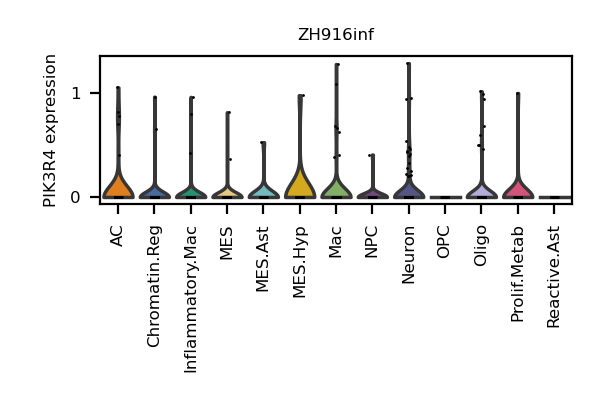 ZH916inf
PIK3R4 expression
1
0
AC
Chromatin.Reg
Inflammatory.Mac
MES
MES.Ast
MES.Hyp
Mac
NPC
Neuron
OPC
Oligo
Prolif.Metab
Reactive.Ast